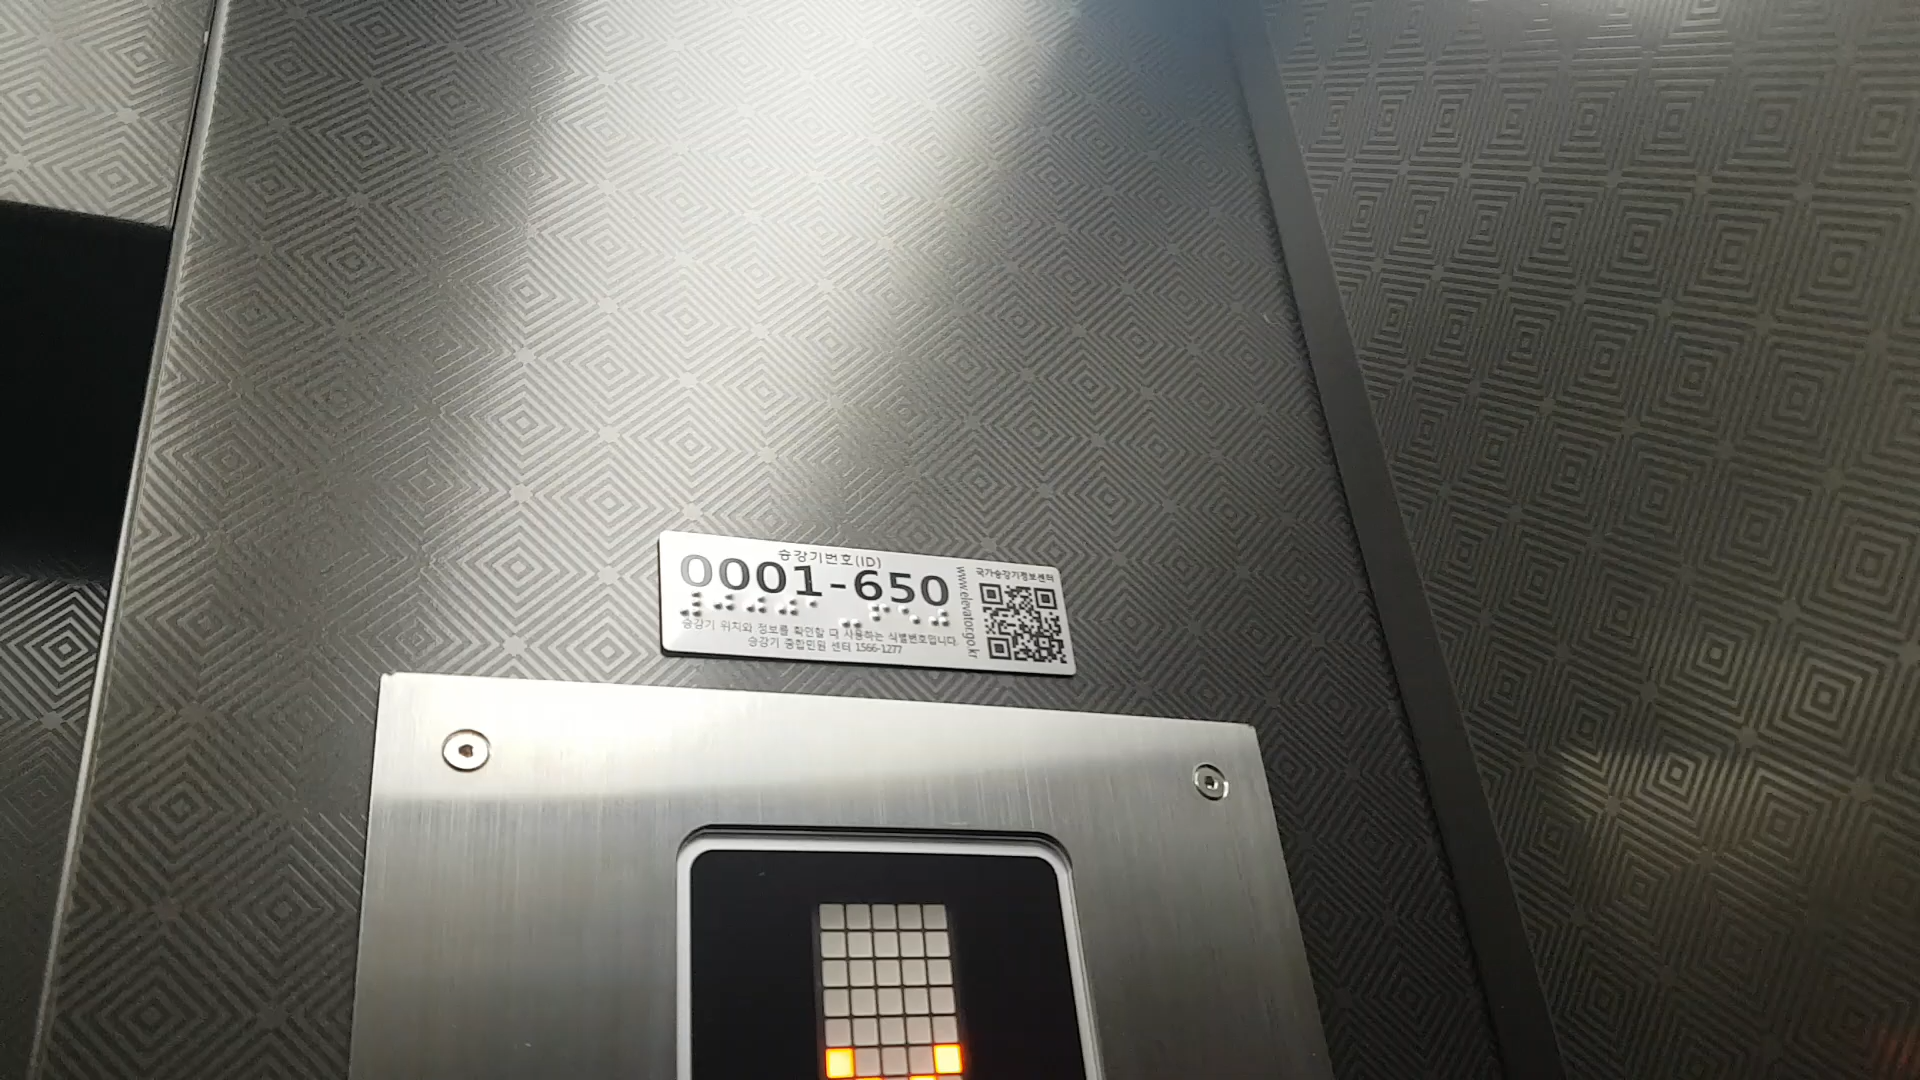 승강기번호(ID)
0001-650
승강기 위치와 정보를 확인할 때 사용하는 식별번호입니다.
승강기 종합민원 센터 1566-1277
www.elevator.go.kr
국가승강기정보센터